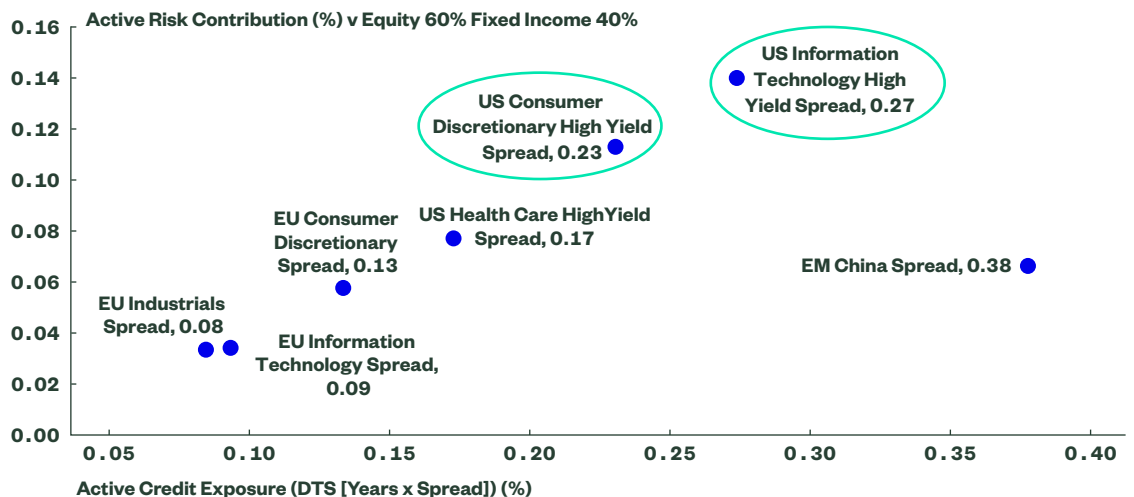 Active Risk Contribution (%) v Equity 60% Fixed Income 40%
0.16
0.14
0.12
0.10
0.08
0.06
0.04
0.02
0.00
US Information
Technology High
Yield Spread, 0.27
US Consumer
Discretionary High Yield
Spread, 0.23
US Health Care HighYield
Spread, 0.17
EU Consumer
Discretionary
Spread, 0.13
EM China Spread, 0.38
EU Industrials
Spread, 0.08
EU Information
Technology Spread,
0.09
0.05 0.10 0.15 0.20 0.25 0.30 0.35 0.40
Active Credit Exposure (DTS [Years x Spread]) (%)